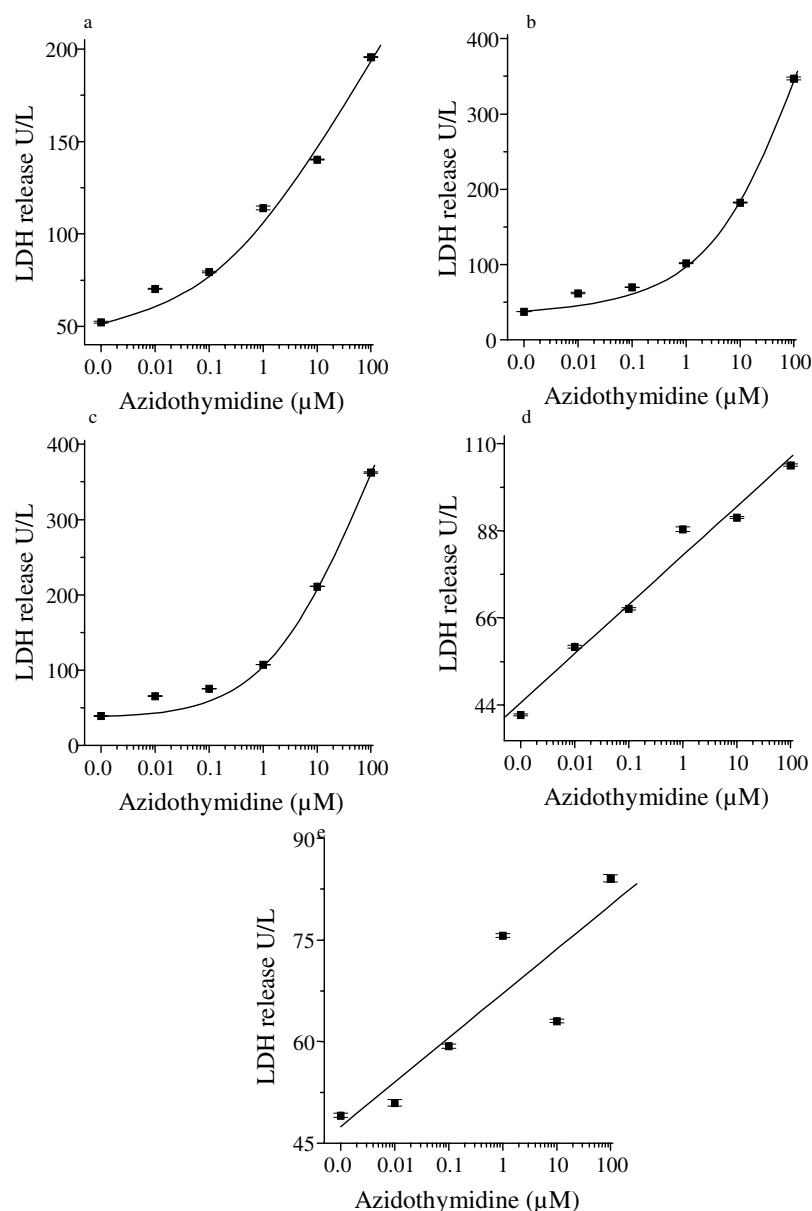 a
200
150
100
50
LDH release U/L
0.0 0.01 0.1 1 10 100
Azidothymidine (µM)
b
400
300
200
100
0
LDH release U/L
0.0 0.01 0.1 1 10 100
Azidothymidine (µM)
c
400
300
200
100
0
LDH release U/L
0.0 0.01 0.1 1 10 100
Azidothymidine (µM)
d
110
88
66
44
LDH release U/L
0.0 0.01 0.1 1 10 100
Azidothymidine (µM)
e
90
75
60
45
LDH release U/L
0.0 0.01 0.1 1 10 100
Azidothymidine (µM)